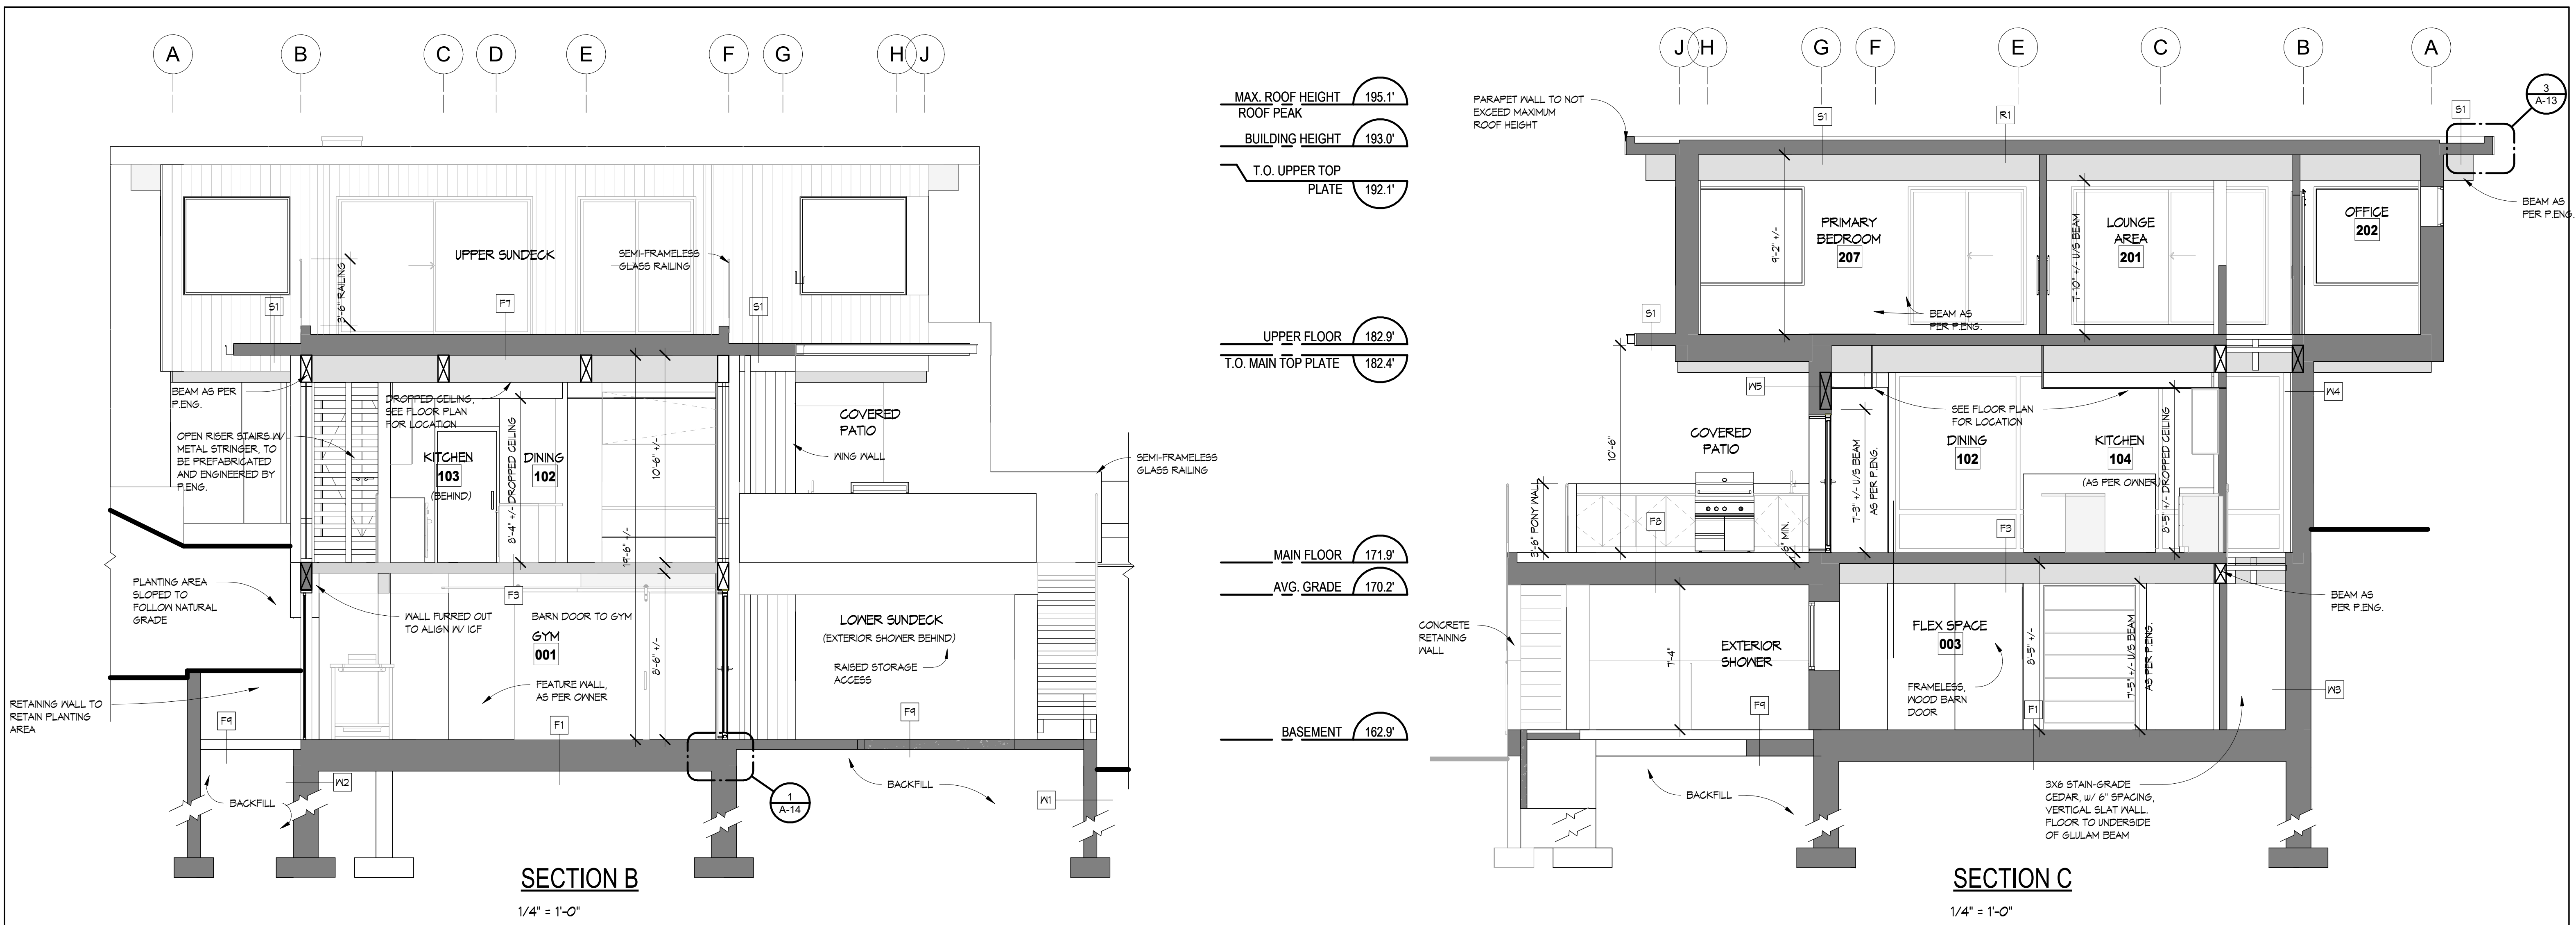 A
B
C
D
E
F
G
H
J
UPPER SUNDECK
SEMI-FRAMELESS
GLASS RAILING
3'-6" RAILING
S1
F7
S1
BEAM AS PER
P.ENG.
DROPPED CEILING,
SEE FLOOR PLAN
FOR LOCATION
OPEN RISER STAIRS W/
METAL STRINGER, TO
BE PREFABRICATED
AND ENGINEERED BY
P.ENG.
KITCHEN
103
(BEHIND)
8'-4" +/- DROPPED CEILING
DINING
102
19'-6" +/-
10'-6" +/-
COVERED
PATIO
WING WALL
SEMI-FRAMELESS
GLASS RAILING
PLANTING AREA
SLOPED TO
FOLLOW NATURAL
GRADE
WALL FURRED OUT
TO ALIGN W/ ICF
F3
BARN DOOR TO GYM
GYM
001
8'-6" +/-
LOWER SUNDECK
(EXTERIOR SHOWER BEHIND)
RAISED STORAGE
ACCESS
FEATURE WALL,
AS PER OWNER
RETAINING WALL TO
RETAIN PLANTING
AREA
F9
F1
F9
W2
BACKFILL
1
A-14
BACKFILL
W1
SECTION B
1/4" = 1'-0"
MAX. ROOF HEIGHT 195.1'
ROOF PEAK
BUILDING HEIGHT 193.0'
T.O. UPPER TOP
PLATE 192.1'
UPPER FLOOR 182.9'
T.O. MAIN TOP PLATE 182.4'
MAIN FLOOR 171.9'
AVG. GRADE 170.2'
BASEMENT 162.9'
J
H
G
F
E
C
B
A
PARAPET WALL TO NOT
EXCEED MAXIMUM
ROOF HEIGHT
S1
R1
S1
3
A-13
BEAM AS
PER P.ENG.
PRIMARY
BEDROOM
207
9'-2" +/-
LOUNGE
AREA
201
7'-10" +/- U/S BEAM
OFFICE
202
BEAM AS
PER P.ENG.
S1
W5
W4
SEE FLOOR PLAN
FOR LOCATION
COVERED
PATIO
10'-6"
DINING
102
KITCHEN
104
(AS PER OWNER)
8'-5" +/- DROPPED CEILING
7'-3" +/- U/S BEAM
AS PER P.ENG.
3'-6" PONY WALL
F8
6" MIN.
F3
BEAM AS
PER P.ENG.
CONCRETE
RETAINING
WALL
7'-4"
EXTERIOR
SHOWER
FLEX SPACE
003
8'-5" +/-
7'-5" +/- U/S BEAM
AS PER P.ENG.
FRAMELESS,
WOOD BARN
DOOR
W3
F9
F1
BACKFILL
3X6 STAIN-GRADE
CEDAR, W/ 6" SPACING,
VERTICAL SLAT WALL.
FLOOR TO UNDERSIDE
OF GLULAM BEAM
SECTION C
1/4" = 1'-0"